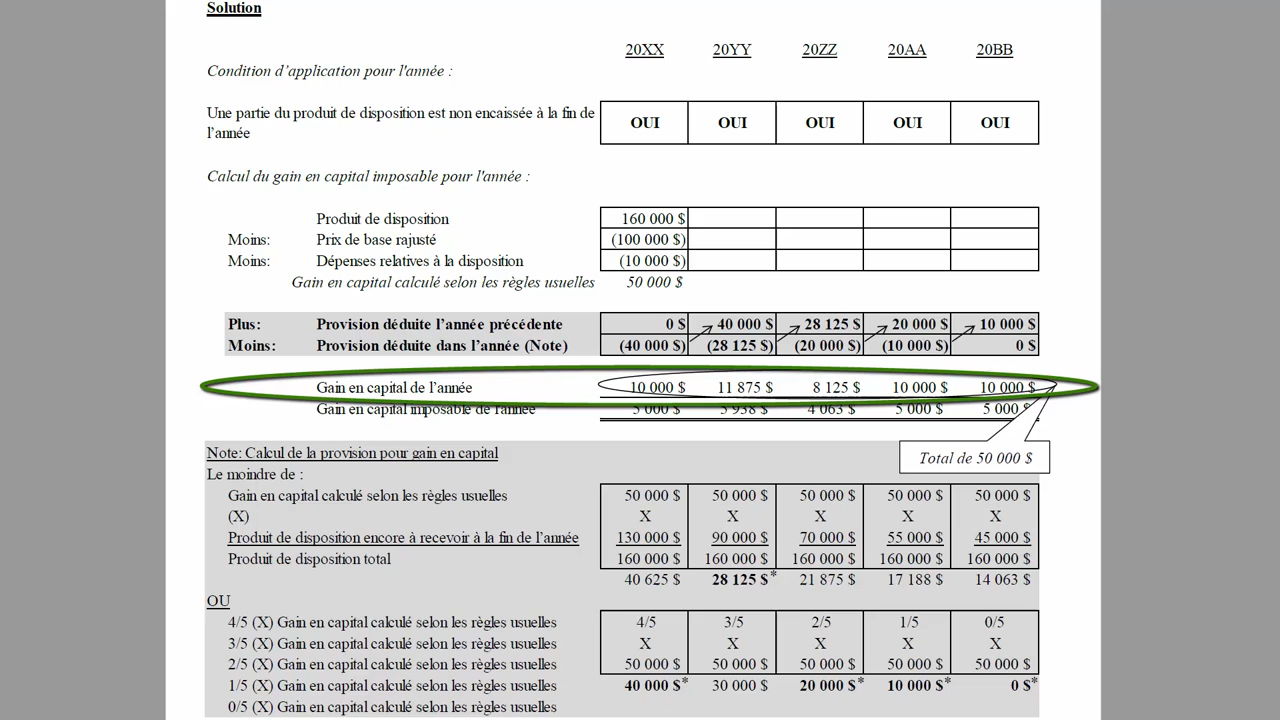 Solution
20XX 20YY 20ZZ 20AA 20BB
Condition d’application pour l'année :
Une partie du produit de disposition est non encaissée à la fin de
l’année
OUI OUI OUI OUI OUI
Calcul du gain en capital imposable pour l'année :
Produit de disposition 160 000 $
Moins: Prix de base rajusté (100 000 $)
Moins: Dépenses relatives à la disposition (10 000 $)
Gain en capital calculé selon les règles usuelles 50 000 $
Plus: Provision déduite l’année précédente 0 $ 40 000 $ 28 125 $ 20 000 $ 10 000 $
Moins: Provision déduite dans l’année (Note) (40 000 $) (28 125 $) (20 000 $) (10 000 $) 0 $
Gain en capital de l’année 10 000 $ 11 875 $ 8 125 $ 10 000 $ 10 000 $
Gain en capital imposable de l'année 5 000 $ 5 938 $ 4 063 $ 5 000 $ 5 000 $
Note: Calcul de la provision pour gain en capital
Total de 50 000 $
Le moindre de :
Gain en capital calculé selon les règles usuelles 50 000 $ 50 000 $ 50 000 $ 50 000 $ 50 000 $
(X) X X X X X
Produit de disposition encore à recevoir à la fin de l’année 130 000 $ 90 000 $ 70 000 $ 55 000 $ 45 000 $
Produit de disposition total 160 000 $ 160 000 $ 160 000 $ 160 000 $ 160 000 $
40 625 $ 28 125 $* 21 875 $ 17 188 $ 14 063 $
OU
4/5 (X) Gain en capital calculé selon les règles usuelles 4/5 3/5 2/5 1/5 0/5
3/5 (X) Gain en capital calculé selon les règles usuelles X X X X X
2/5 (X) Gain en capital calculé selon les règles usuelles 50 000 $ 50 000 $ 50 000 $ 50 000 $ 50 000 $
1/5 (X) Gain en capital calculé selon les règles usuelles 40 000 $* 30 000 $ 20 000 $* 10 000 $* 0 $*
0/5 (X) Gain en capital calculé selon les règles usuelles